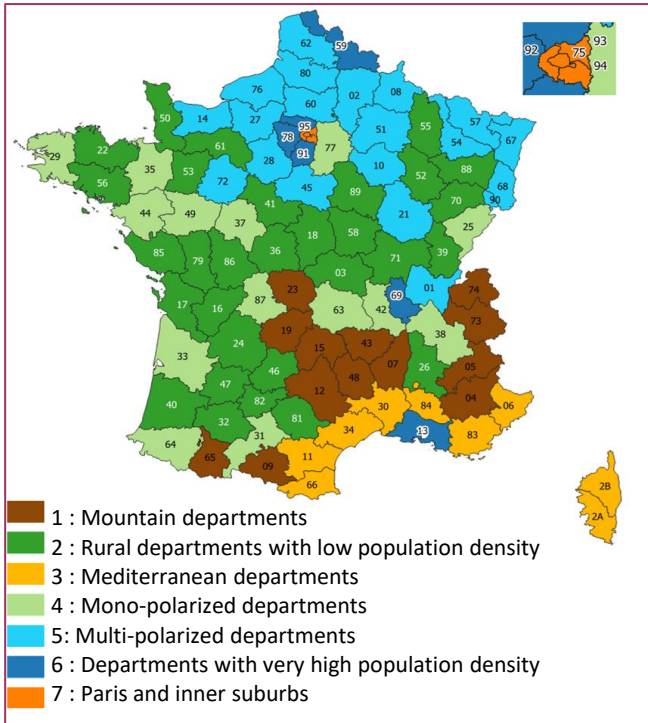 62 59
80
76 02 08
60
50 14 27 95 51 55 57 67
78 54
61 91 77
29 22 35 53 28 10 88 68
56 72 45 52
89 70 90
44 49 41 21 25
37 18 58
36 71 39
85 79 86 03
23 69 01 74
17 16 87 63 42
73
19 38
24 15 43
33 07 26 05
46 48
47 12 04
40 82 30 84 06
32 81 34 13 83
64 31
65 09 11
66
2B
2A
92 75 93
94
1 : Mountain departments
2 : Rural departments with low population density
3 : Mediterranean departments
4 : Mono-polarized departments
5: Multi-polarized departments
6 : Departments with very high population density
7 : Paris and inner suburbs